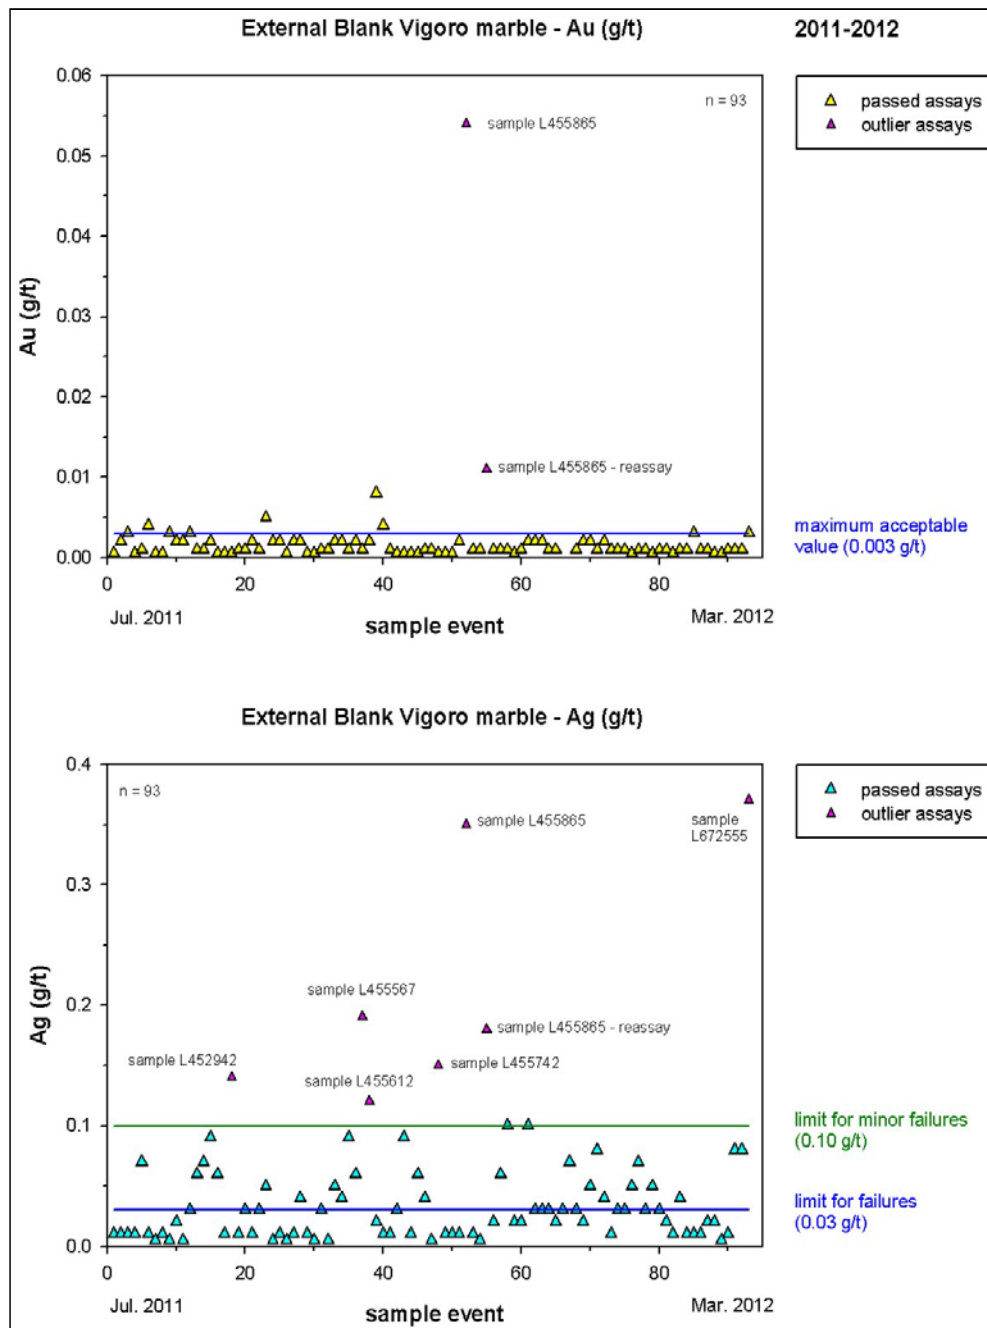 External Blank Vigoro marble - Au (g/t)
2011-2012
0.06
n = 93
passed assays
outlier assays
sample L455865
0.05
0.04
Au (g/t)
0.03
0.02
0.01
sample L455865 - reassay
maximum acceptable
value (0.003 g/t)
0.00
0
20
40
60
80
Jul. 2011
sample event
Mar. 2012
External Blank Vigoro marble - Ag (g/t)
0.4
n = 93
passed assays
outlier assays
sample L455865
sample
L672555
0.3
Ag (g/t)
0.2
sample L455567
sample L455865 - reassay
sample L452942
sample L455742
sample L455612
0.1
limit for minor failures
(0.10 g/t)
limit for failures
(0.03 g/t)
0.0
0
20
40
60
80
Jul. 2011
sample event
Mar. 2012